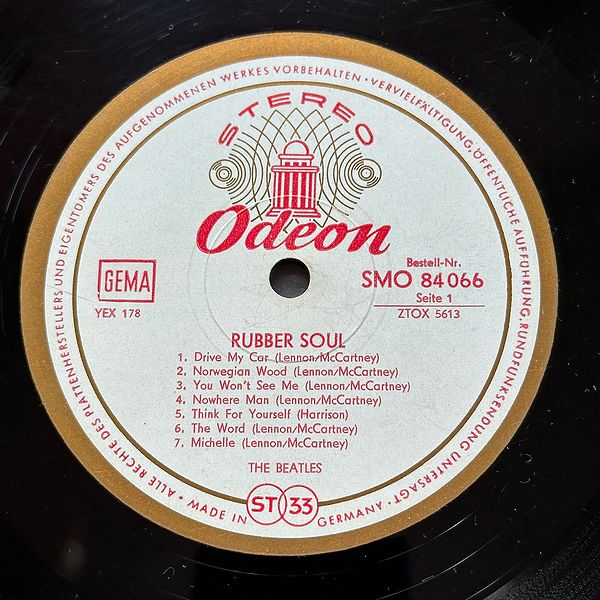 ALLE RECHTE DES PLATTENHERSTELLERS UND EIGENTÜMERS DES AUFGENOMMENEN WERKES VORBEHALTEN · VERVIELFÄLTIGUNG, ÖFFENTLICHE AUFFÜHRUNG, RUNDFUNKSENDUNG UNTERSAGT ·
STEREO
Odeon
GEMA
YEX 178
Bestell-Nr.
SMO 84 066
Seite 1
ZTOX 5613
RUBBER SOUL
1. Drive My Car (Lennon/McCartney)
2. Norwegian Wood (Lennon/McCartney)
3. You Won't See Me (Lennon/McCartney)
4. Nowhere Man (Lennon/McCartney)
5. Think For Yourself (Harrison)
6. The Word (Lennon/McCartney)
7. Michelle (Lennon/McCartney)
THE BEATLES
MADE IN ST 33 GERMANY